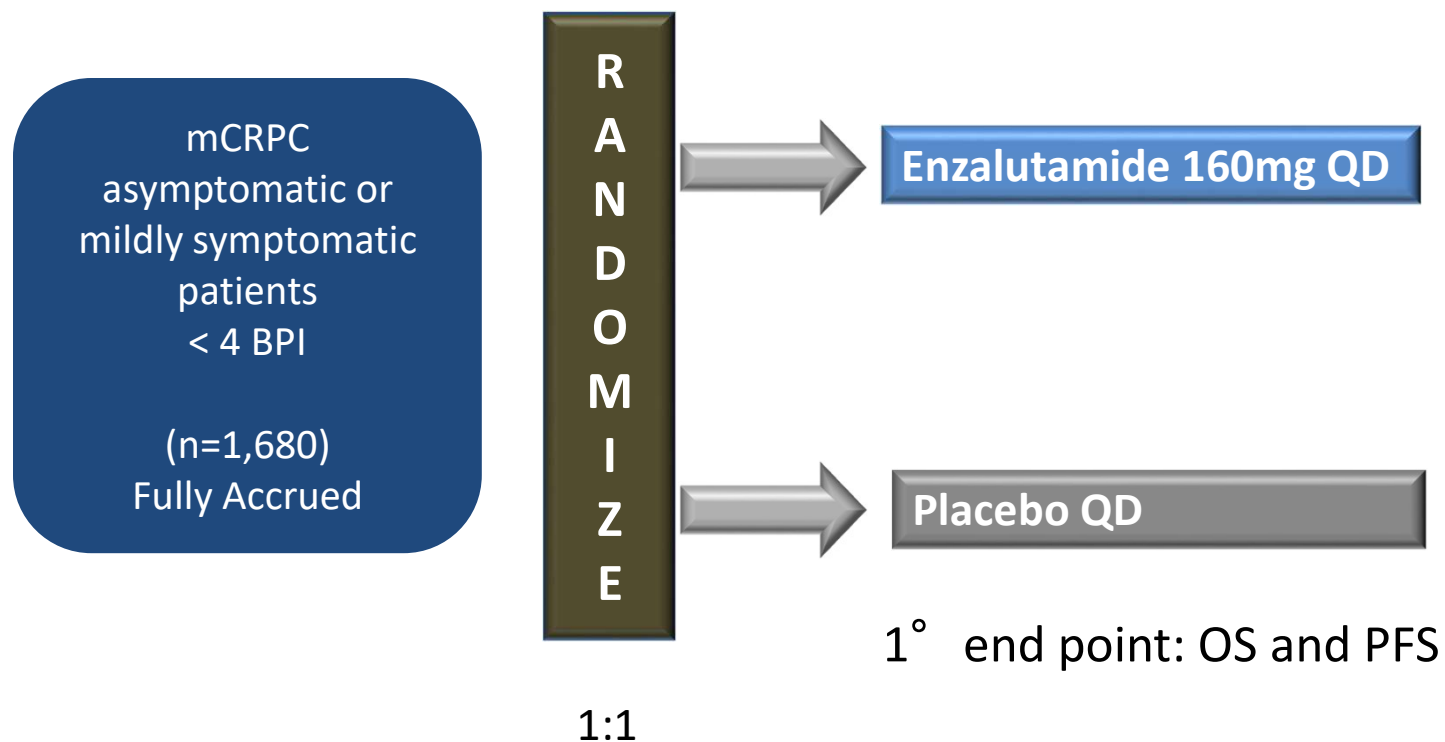 mCRPC
asymptomatic or
mildly symptomatic
patients
< 4 BPI
(n=1,680)
Fully Accrued
R
A
N
D
O
M
I
Z
E
1:1
Enzalutamide 160mg QD
Placebo QD
1° end point: OS and PFS